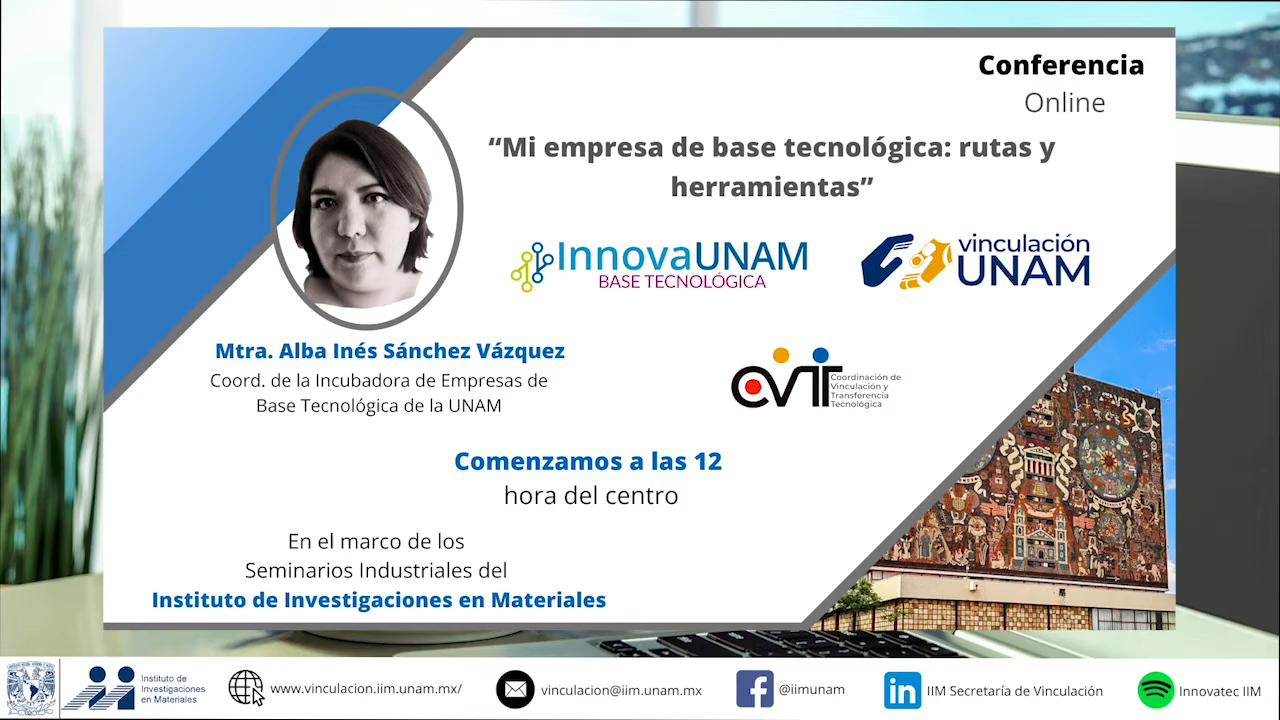 Conferencia
Online
“Mi empresa de base tecnológica: rutas y
herramientas”
InnovaUNAM
BASE TECNOLÓGICA
vinculación
UNAM
Mtra. Alba Inés Sánchez Vázquez
Coord. de la Incubadora de Empresas de
Base Tecnológica de la UNAM
CVTT
Coordinación de
Vinculación y
Transferencia
Tecnológica
Comenzamos a las 12
hora del centro
En el marco de los
Seminarios Industriales del
Instituto de Investigaciones en Materiales
Instituto de
Investigaciones
en Materiales
www.vinculacion.iim.unam.mx/
vinculacion@iim.unam.mx
@iimunam
IIM Secretaría de Vinculación
Innovatec IIM